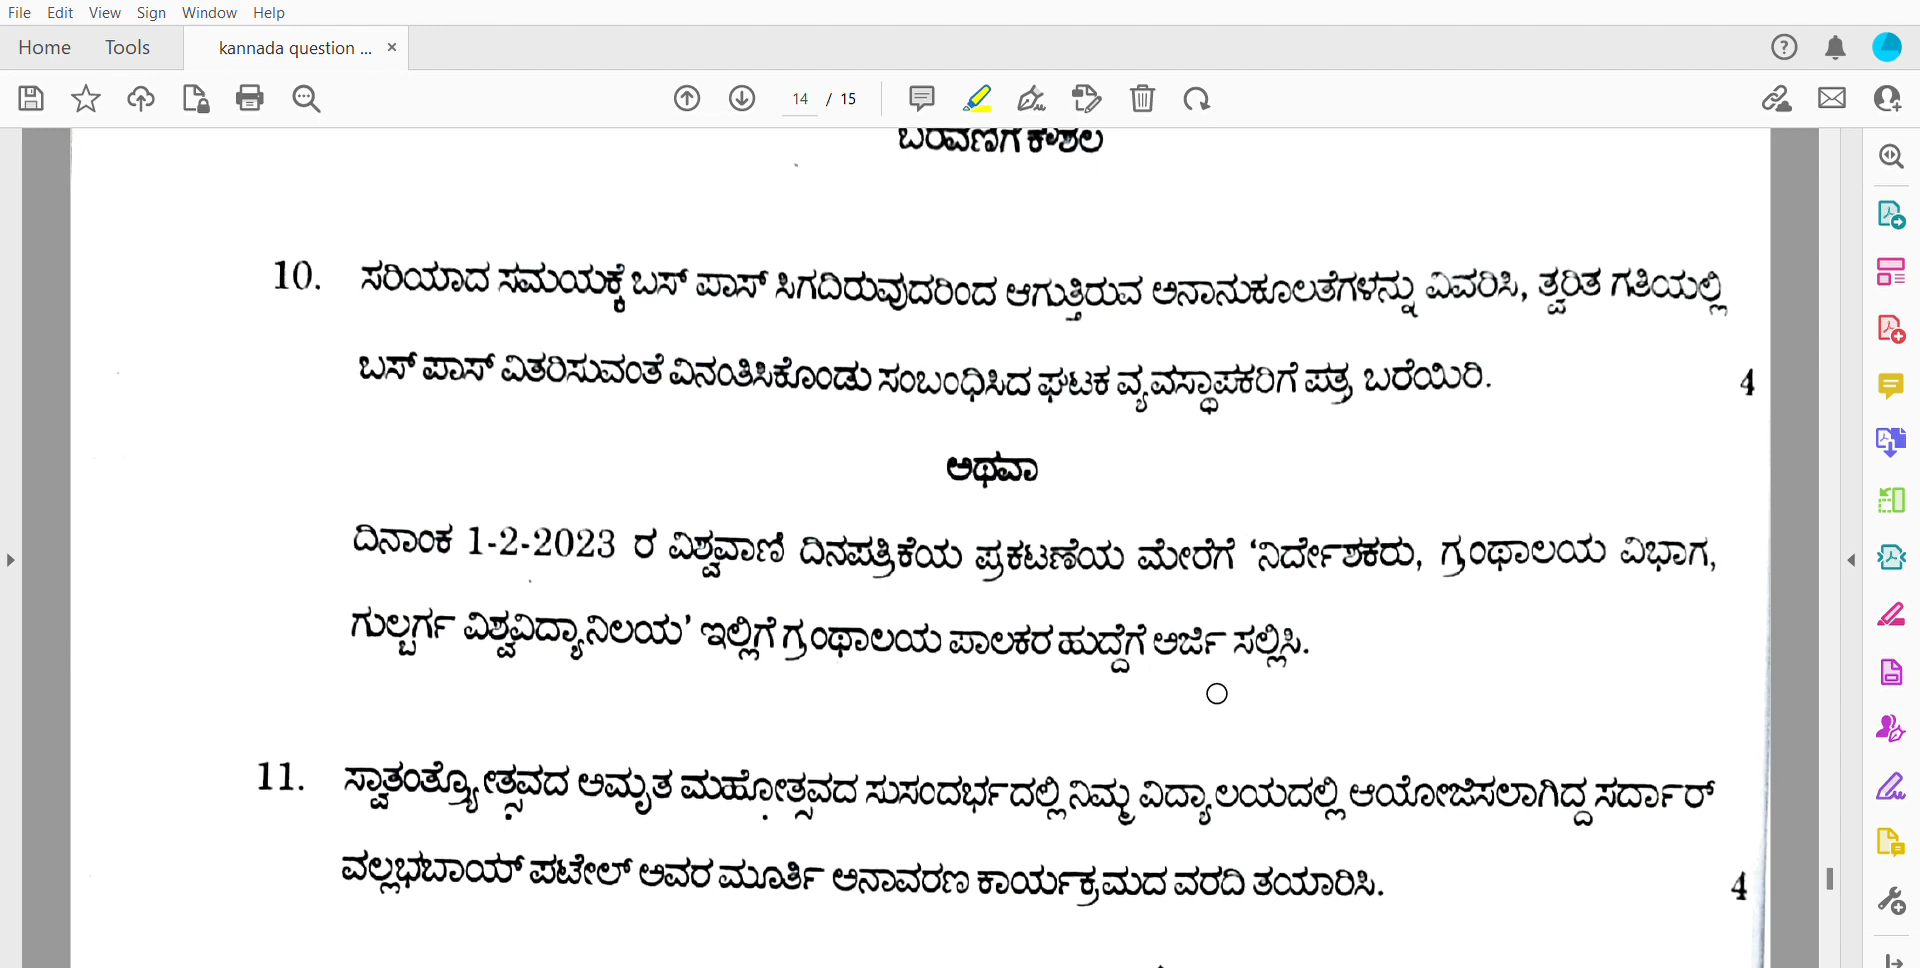 File Edit View Sign Window Help
Home Tools kannada question ... ×
14 / 15
ಬರವಣಿಗೆ ಕೌಶಲ
10. ಸರಿಯಾದ ಸಮಯಕ್ಕೆ ಬಸ್ ಪಾಸ್ ಸಿಗದಿರುವುದರಿಂದ ಆಗುತ್ತಿರುವ ಅನಾನುಕೂಲತೆಗಳನ್ನು ವಿವರಿಸಿ, ತ್ವರಿತ ಗತಿಯಲ್ಲಿ
ಬಸ್ ಪಾಸ್ ವಿತರಿಸುವಂತೆ ವಿನಂತಿಸಿಕೊಂಡು ಸಂಬಂಧಿಸಿದ ಘಟಕ ವ್ಯವಸ್ಥಾಪಕರಿಗೆ ಪತ್ರ ಬರೆಯಿರಿ. 4
ಅಥವಾ
ದಿನಾಂಕ 1-2-2023 ರ ವಿಶ್ವವಾಣಿ ದಿನಪತ್ರಿಕೆಯ ಪ್ರಕಟಣೆಯ ಮೇರೆಗೆ ‘ನಿರ್ದೇಶಕರು, ಗ್ರಂಥಾಲಯ ವಿಭಾಗ,
ಗುಲ್ಬರ್ಗ ವಿಶ್ವವಿದ್ಯಾನಿಲಯ’ ಇಲ್ಲಿಗೆ ಗ್ರಂಥಾಲಯ ಪಾಲಕರ ಹುದ್ದೆಗೆ ಅರ್ಜಿ ಸಲ್ಲಿಸಿ.
11. ಸ್ವಾತಂತ್ರ್ಯೋತ್ಸವದ ಅಮೃತ ಮಹೋತ್ಸವದ ಸುಸಂದರ್ಭದಲ್ಲಿ ನಿಮ್ಮ ವಿದ್ಯಾಲಯದಲ್ಲಿ ಆಯೋಜಿಸಲಾಗಿದ್ದ ಸರ್ದಾರ್
ವಲ್ಲಭಬಾಯ್ ಪಟೇಲ್ ಅವರ ಮೂರ್ತಿ ಅನಾವರಣ ಕಾರ್ಯಕ್ರಮದ ವರದಿ ತಯಾರಿಸಿ. 4